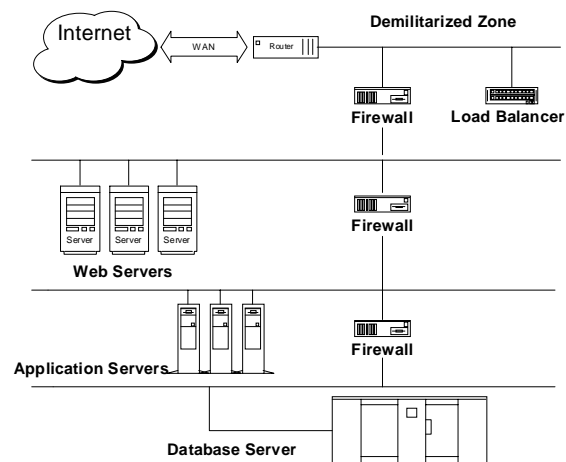 Demilitarized Zone
Internet
WAN
Router
Firewall
Load Balancer
Server
Server
Server
Firewall
Web Servers
Firewall
Application Servers
Database Server